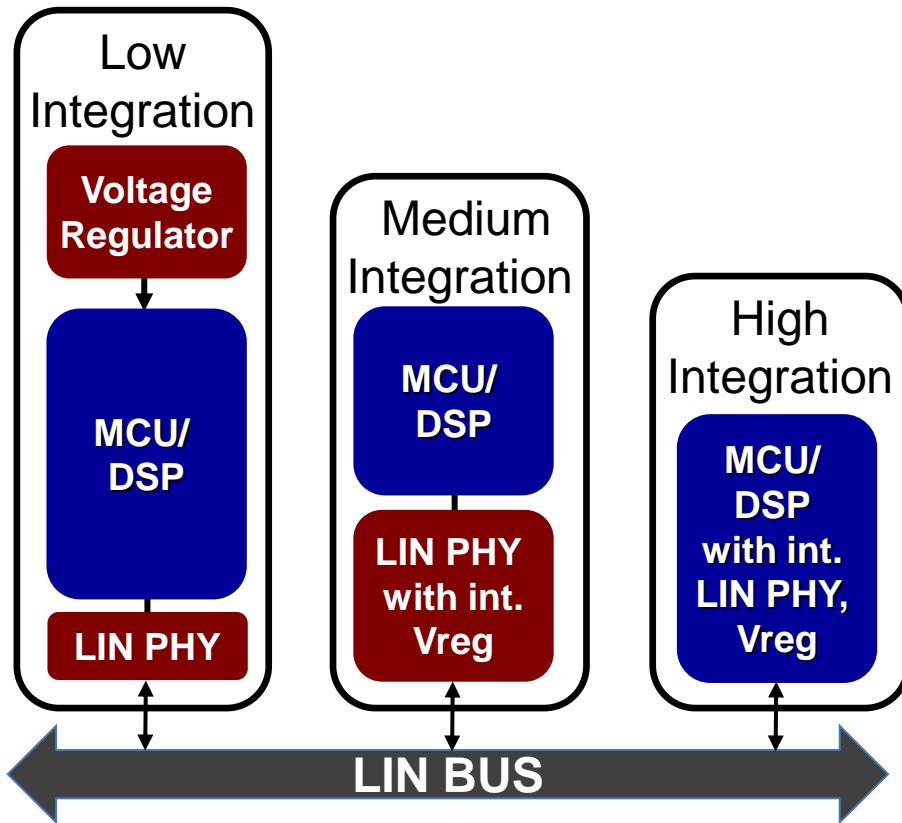 Low
Integration
Voltage
Regulator
MCU/
DSP
LIN PHY
Medium
Integration
MCU/
DSP
LIN PHY
with int.
Vreg
High
Integration
MCU/
DSP
with int.
LIN PHY,
Vreg
LIN BUS